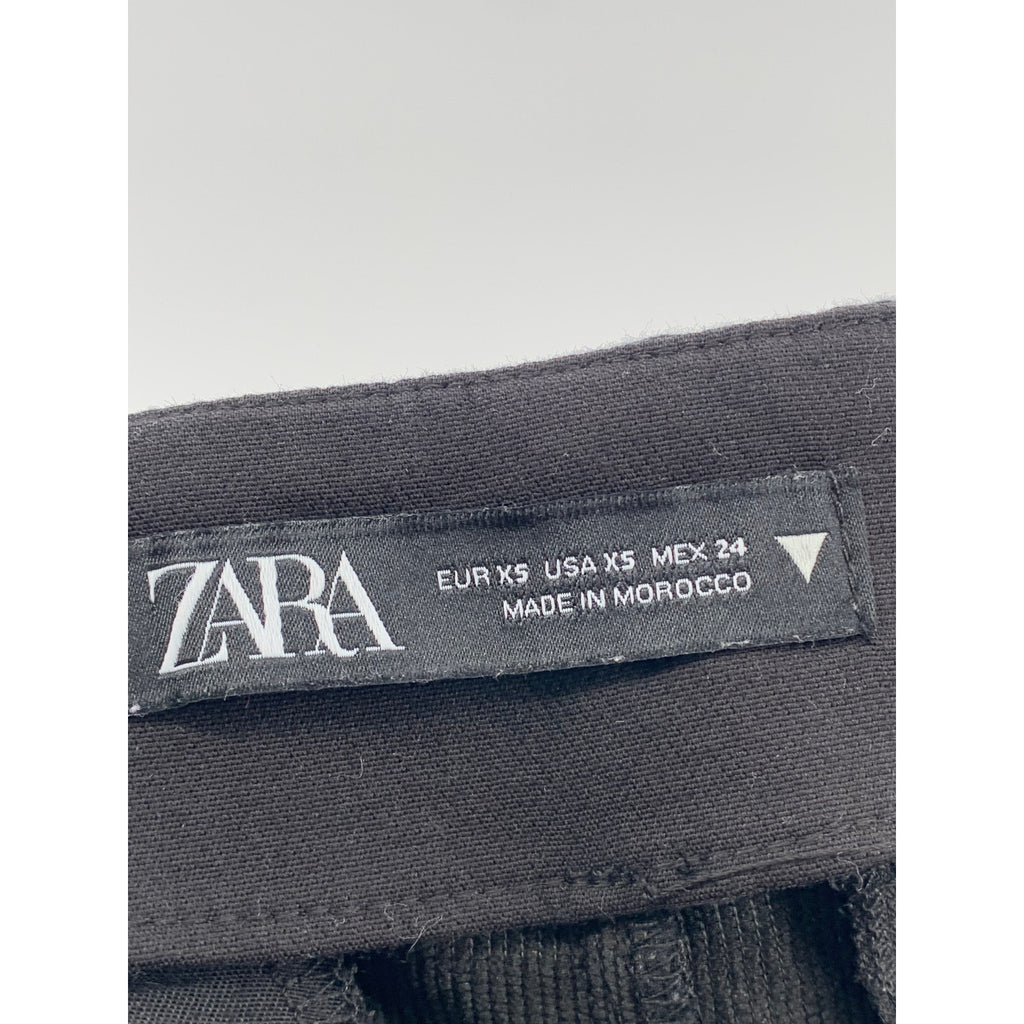 ZARA
EUR XS USA XS MEX 24
MADE IN MOROCCO